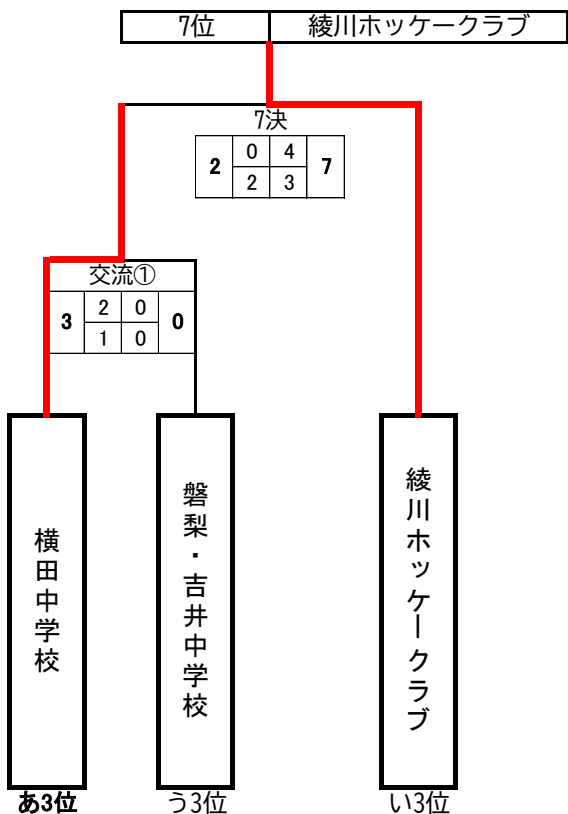 7位 綾川ホッケークラブ
7決
2 0 4 7
2 3
交流①
3 2 0 0
1 0
横田中学校
磐梨・吉井中学校
綾川ホッケークラブ
あ3位 う3位 い3位